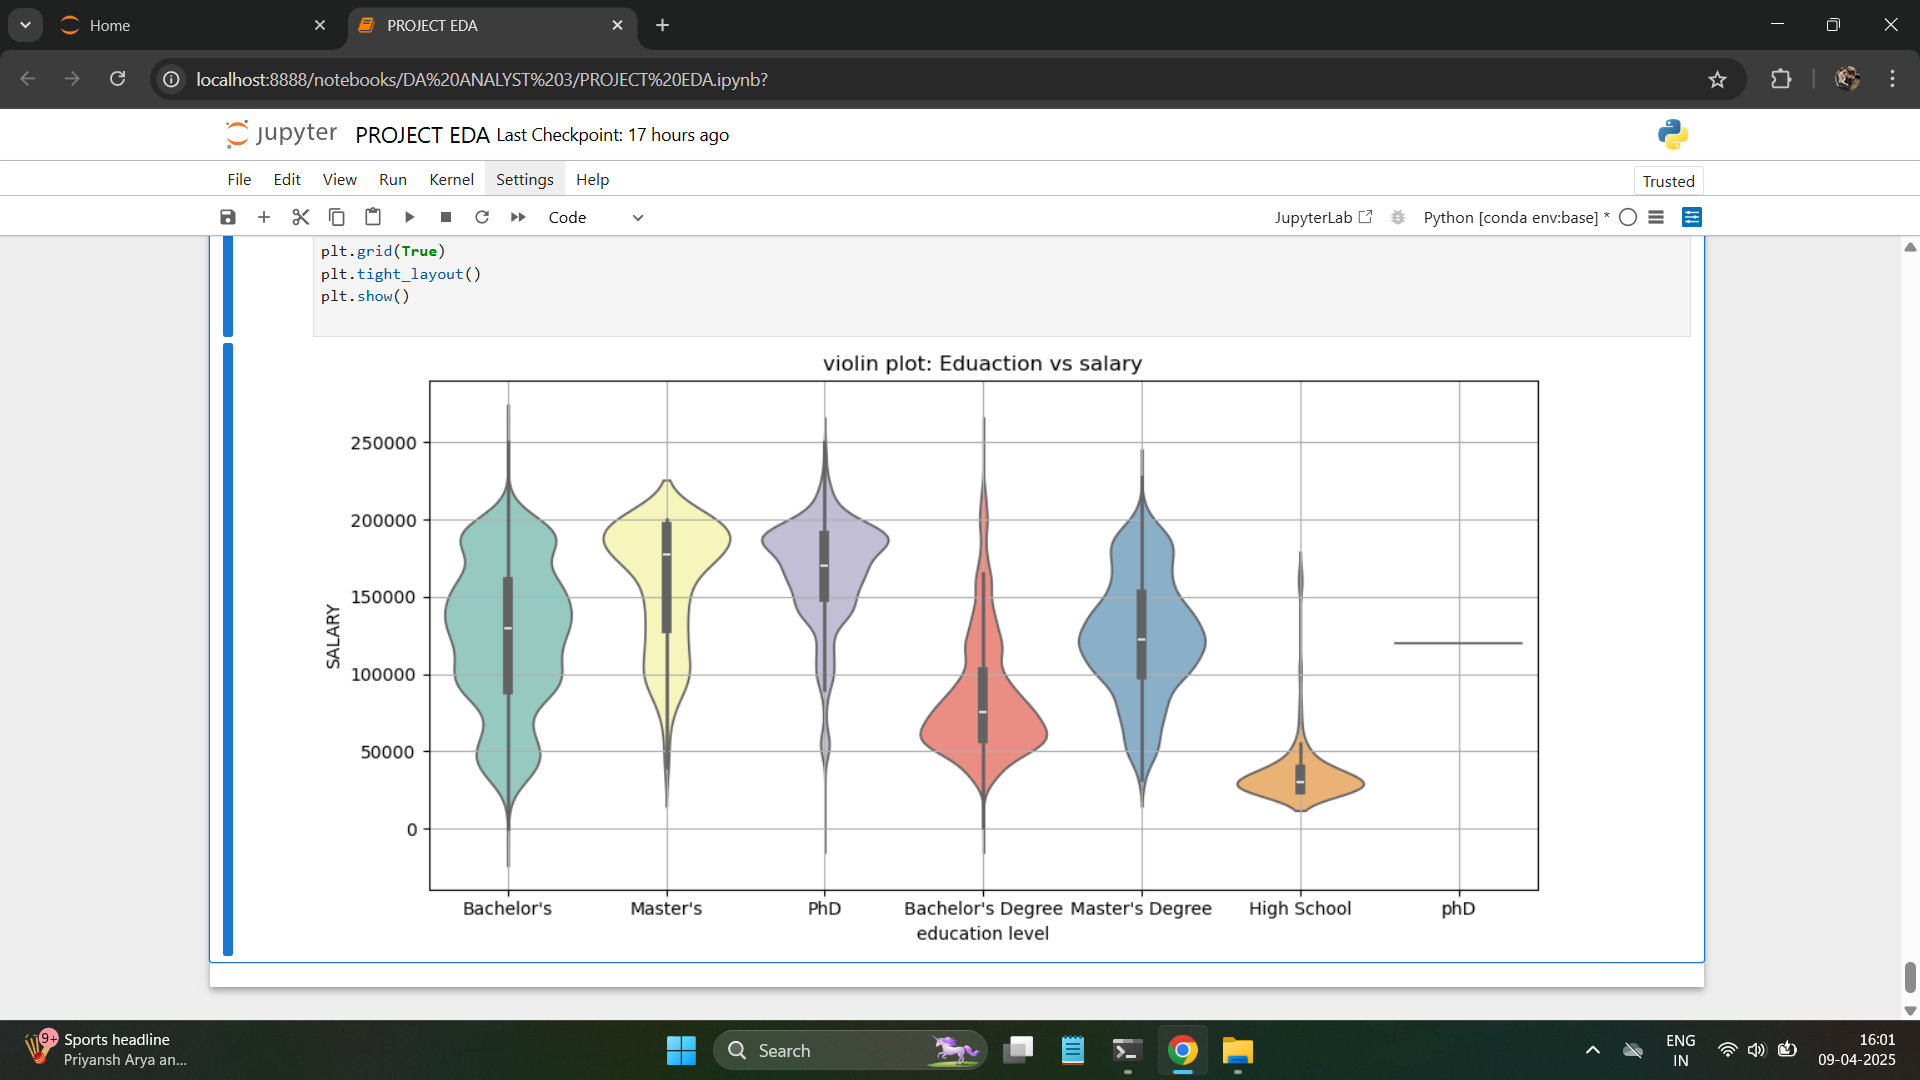 Home
PROJECT EDA
localhost:8888/notebooks/DA%20ANALYST%203/PROJECT%20EDA.ipynb?
jupyter PROJECT EDA Last Checkpoint: 17 hours ago
File Edit View Run Kernel Settings Help
Trusted
Code
JupyterLab
Python [conda env:base] *
plt.grid(True)
plt.tight_layout()
plt.show()
violin plot: Eduaction vs salary
250000
200000
150000
100000
50000
0
SALARY
Bachelor's Master's PhD Bachelor's Degree Master's Degree High School phD
education level
9+
Sports headline
Priyansh Arya an...
Search
ENG
IN
16:01
09-04-2025